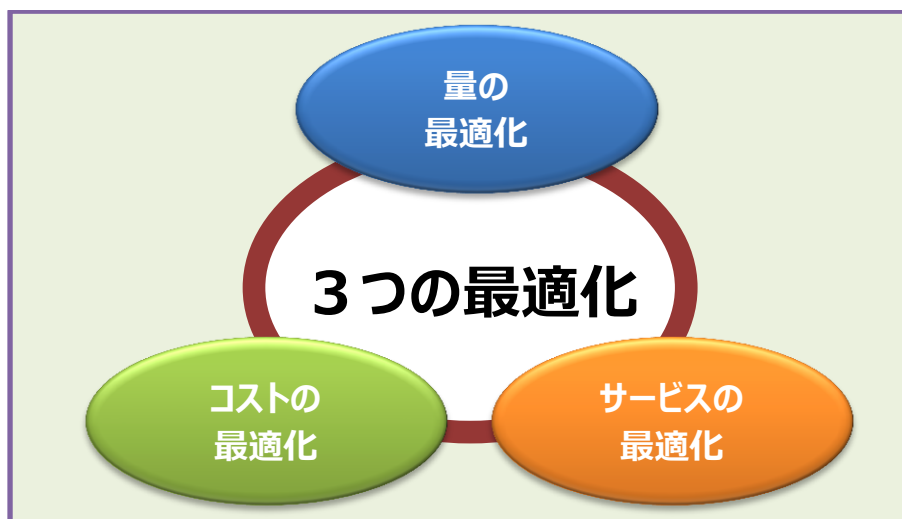 量の
最適化
３つの最適化
コストの
最適化
サービスの
最適化